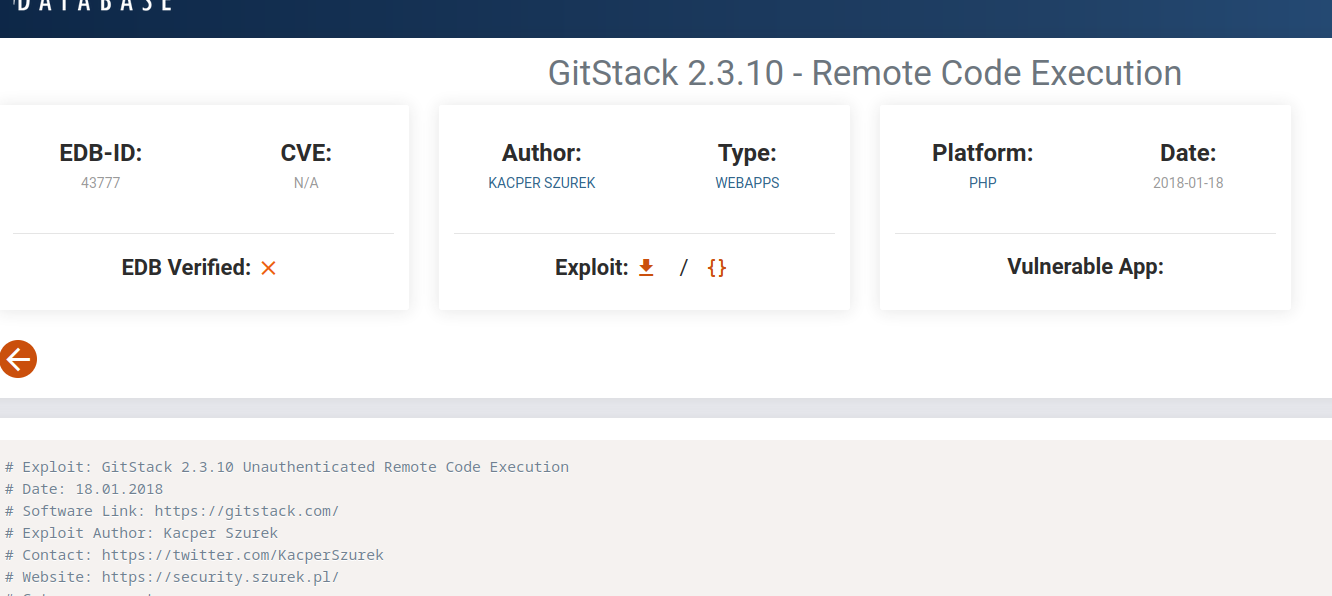 DATABASE
GitStack 2.3.10 - Remote Code Execution
EDB-ID:
43777
CVE:
N/A
Author:
KACPER SZUREK
Type:
WEBAPPS
Platform:
PHP
Date:
2018-01-18
EDB Verified:
Exploit: / {}
Vulnerable App:
# Exploit: GitStack 2.3.10 Unauthenticated Remote Code Execution
# Date: 18.01.2018
# Software Link: https://gitstack.com/
# Exploit Author: Kacper Szurek
# Contact: https://twitter.com/KacperSzurek
# Website: https://security.szurek.pl/